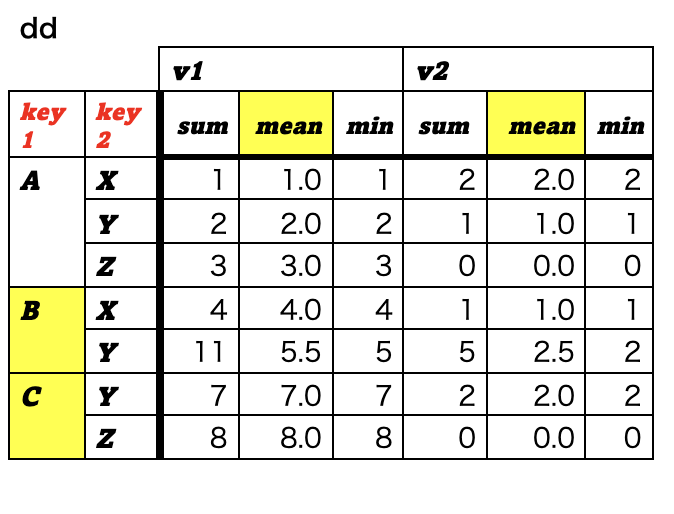 dd
v1 v2
key 1 key 2 sum mean min sum mean min
A X 1 1.0 1 2 2.0 2
Y 2 2.0 2 1 1.0 1
Z 3 3.0 3 0 0.0 0
B X 4 4.0 4 1 1.0 1
Y 11 5.5 5 5 2.5 2
C Y 7 7.0 7 2 2.0 2
Z 8 8.0 8 0 0.0 0